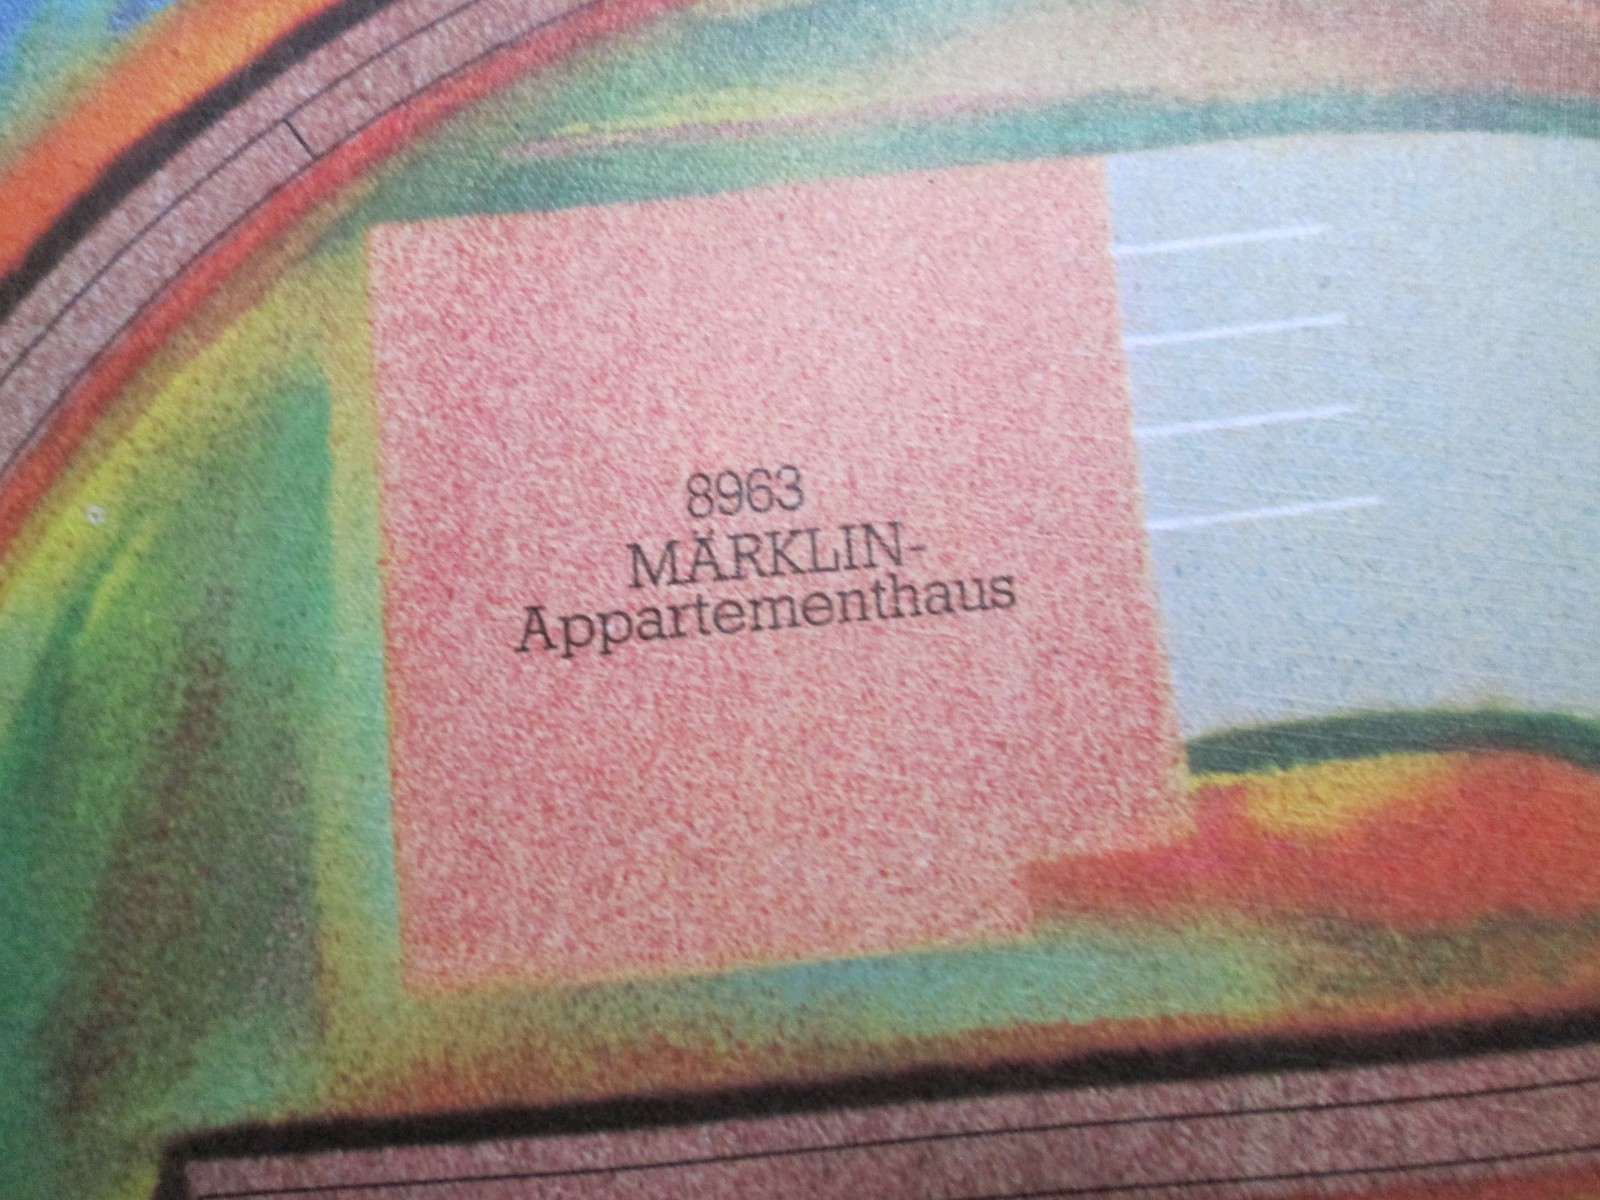 8963
MÄRKLIN-
Appartementhaus